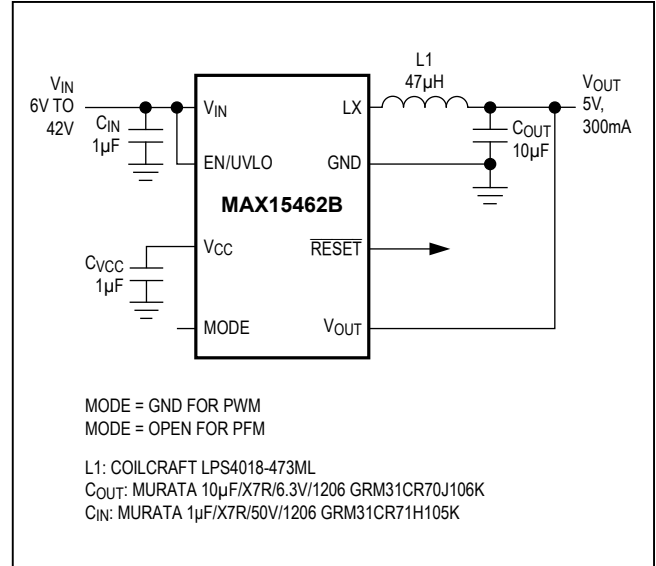 VIN
6V TO
42V
CIN
1µF
VIN
EN/UVLO
MAX15462B
VCC
CVCC
1µF
MODE
LX
GND
RESET
VOUT
L1
47µH
COUT
10µF
VOUT
5V,
300mA
MODE = GND FOR PWM
MODE = OPEN FOR PFM
L1: COILCRAFT LPS4018-473ML
COUT: MURATA 10µF/X7R/6.3V/1206 GRM31CR70J106K
CIN: MURATA 1µF/X7R/50V/1206 GRM31CR71H105K